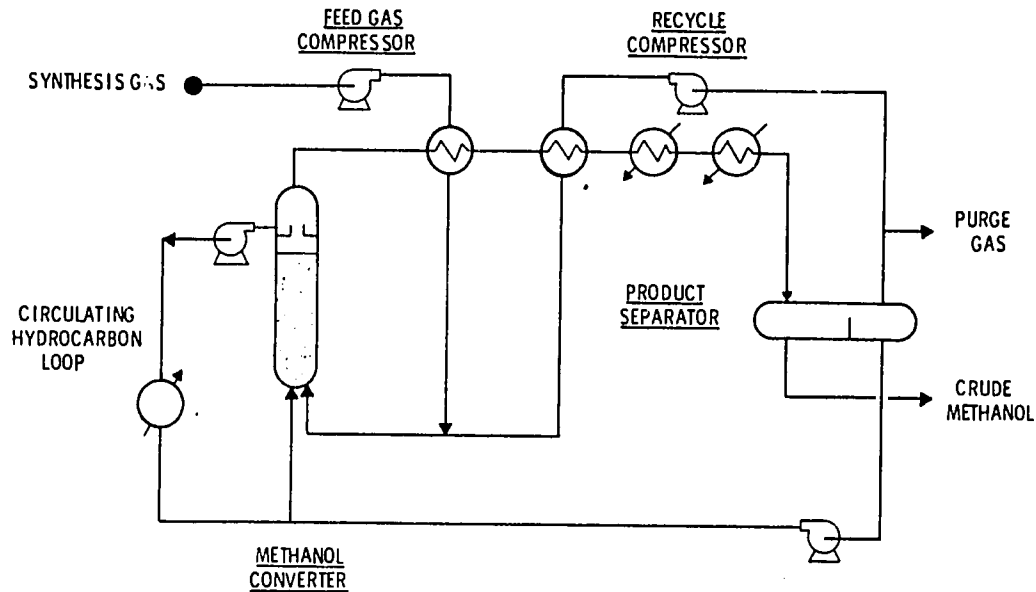 FEED GAS
COMPRESSOR
RECYCLE
COMPRESSOR
SYNTHESIS GAS
PURGE
GAS
PRODUCT
SEPARATOR
CIRCULATING
HYDROCARBON
LOOP
CRUDE
METHANOL
METHANOL
CONVERTER